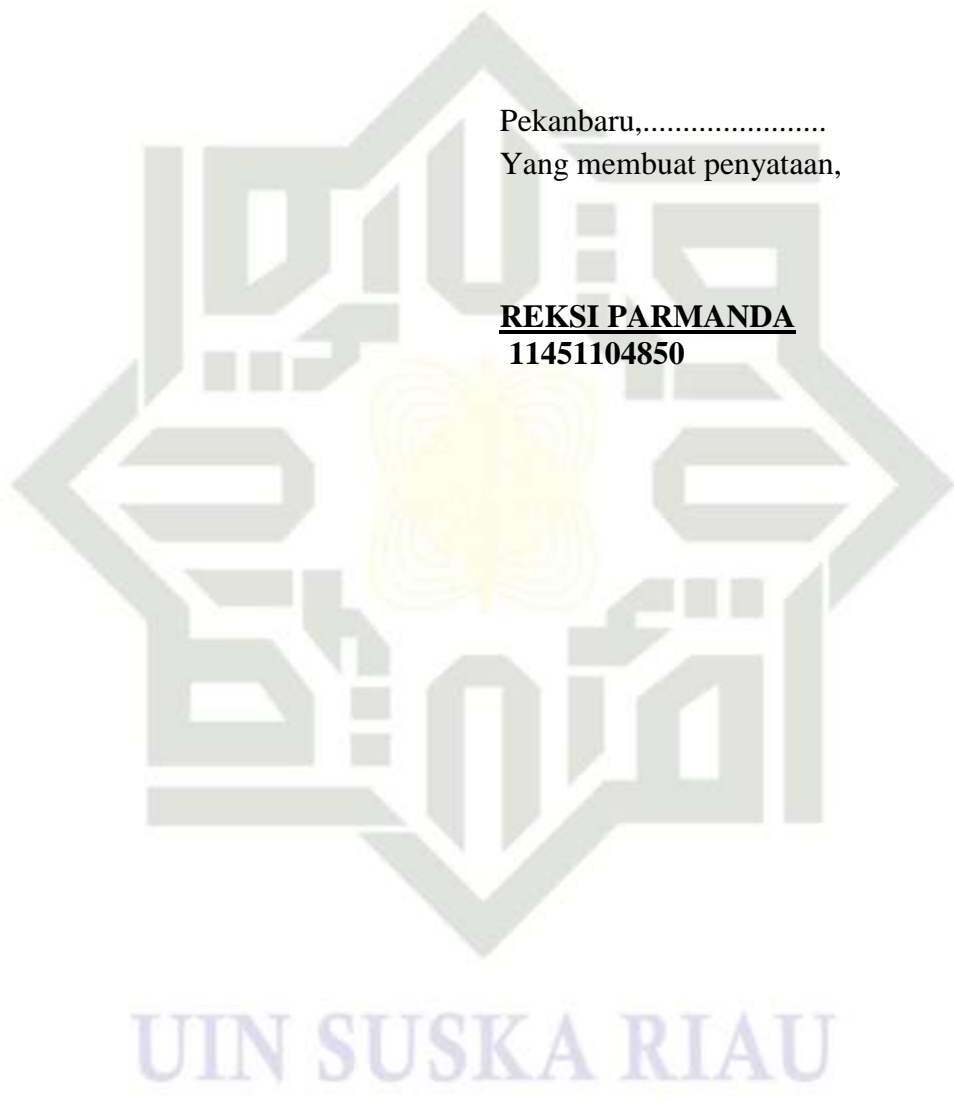 Pekanbaru,.......................
Yang membuat penyataan,
REKSI PARMANDA
11451104850
UIN SUSKA RIAU